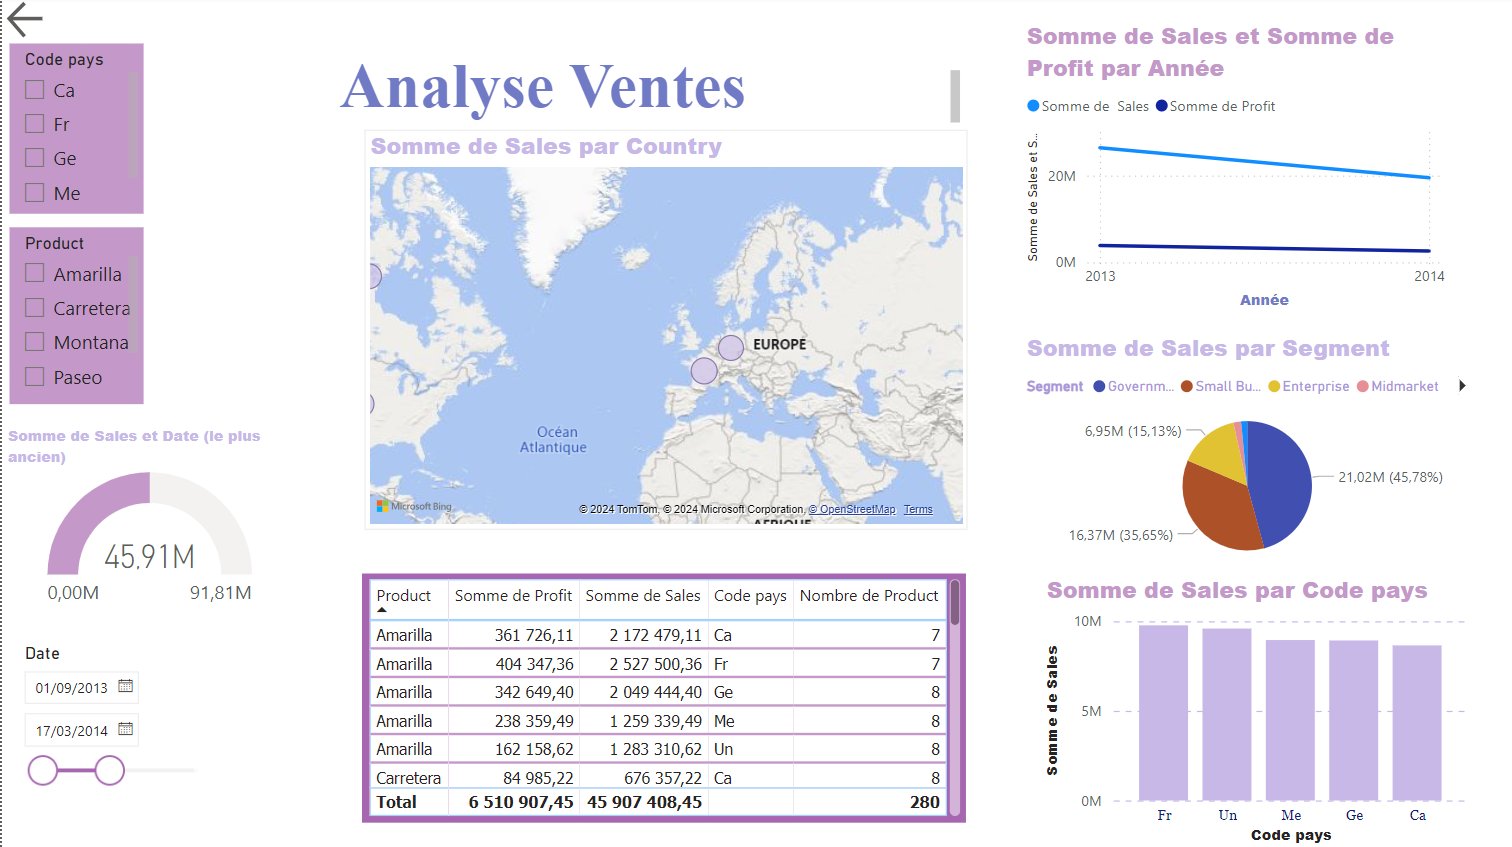 Code pays
Ca
Fr
Ge
Me
Product
Amarilla
Carretera
Montana
Paseo
Somme de Sales et Date (le plus
ancien)
45,91M
0,00M 91,81M
Date
01/09/2013
17/03/2014
Analyse Ventes
Somme de Sales par Country
EUROPE
Océan
Atlantique
AFRIQUE
Microsoft Bing
© 2024 TomTom, © 2024 Microsoft Corporation, © OpenStreetMap Terms
Product Somme de Profit Somme de Sales Code pays Nombre de Product
Amarilla 361 726,11 2 172 479,11 Ca 7
Amarilla 404 347,36 2 527 500,36 Fr 7
Amarilla 342 649,40 2 049 444,40 Ge 8
Amarilla 238 359,49 1 259 339,49 Me 8
Amarilla 162 158,62 1 283 310,62 Un 8
Carretera 84 985,22 676 357,22 Ca 8
Total 6 510 907,45 45 907 408,45 280
Somme de Sales et Somme de
Profit par Année
Somme de Sales Somme de Profit
Somme de Sales et S...
20M
0M
2013 2014
Année
Somme de Sales par Segment
Segment Governm... Small Bu... Enterprise Midmarket
6,95M (15,13%)
21,02M (45,78%)
16,37M (35,65%)
Somme de Sales par Code pays
Somme de Sales
10M
5M
0M
Fr Un Me Ge Ca
Code pays